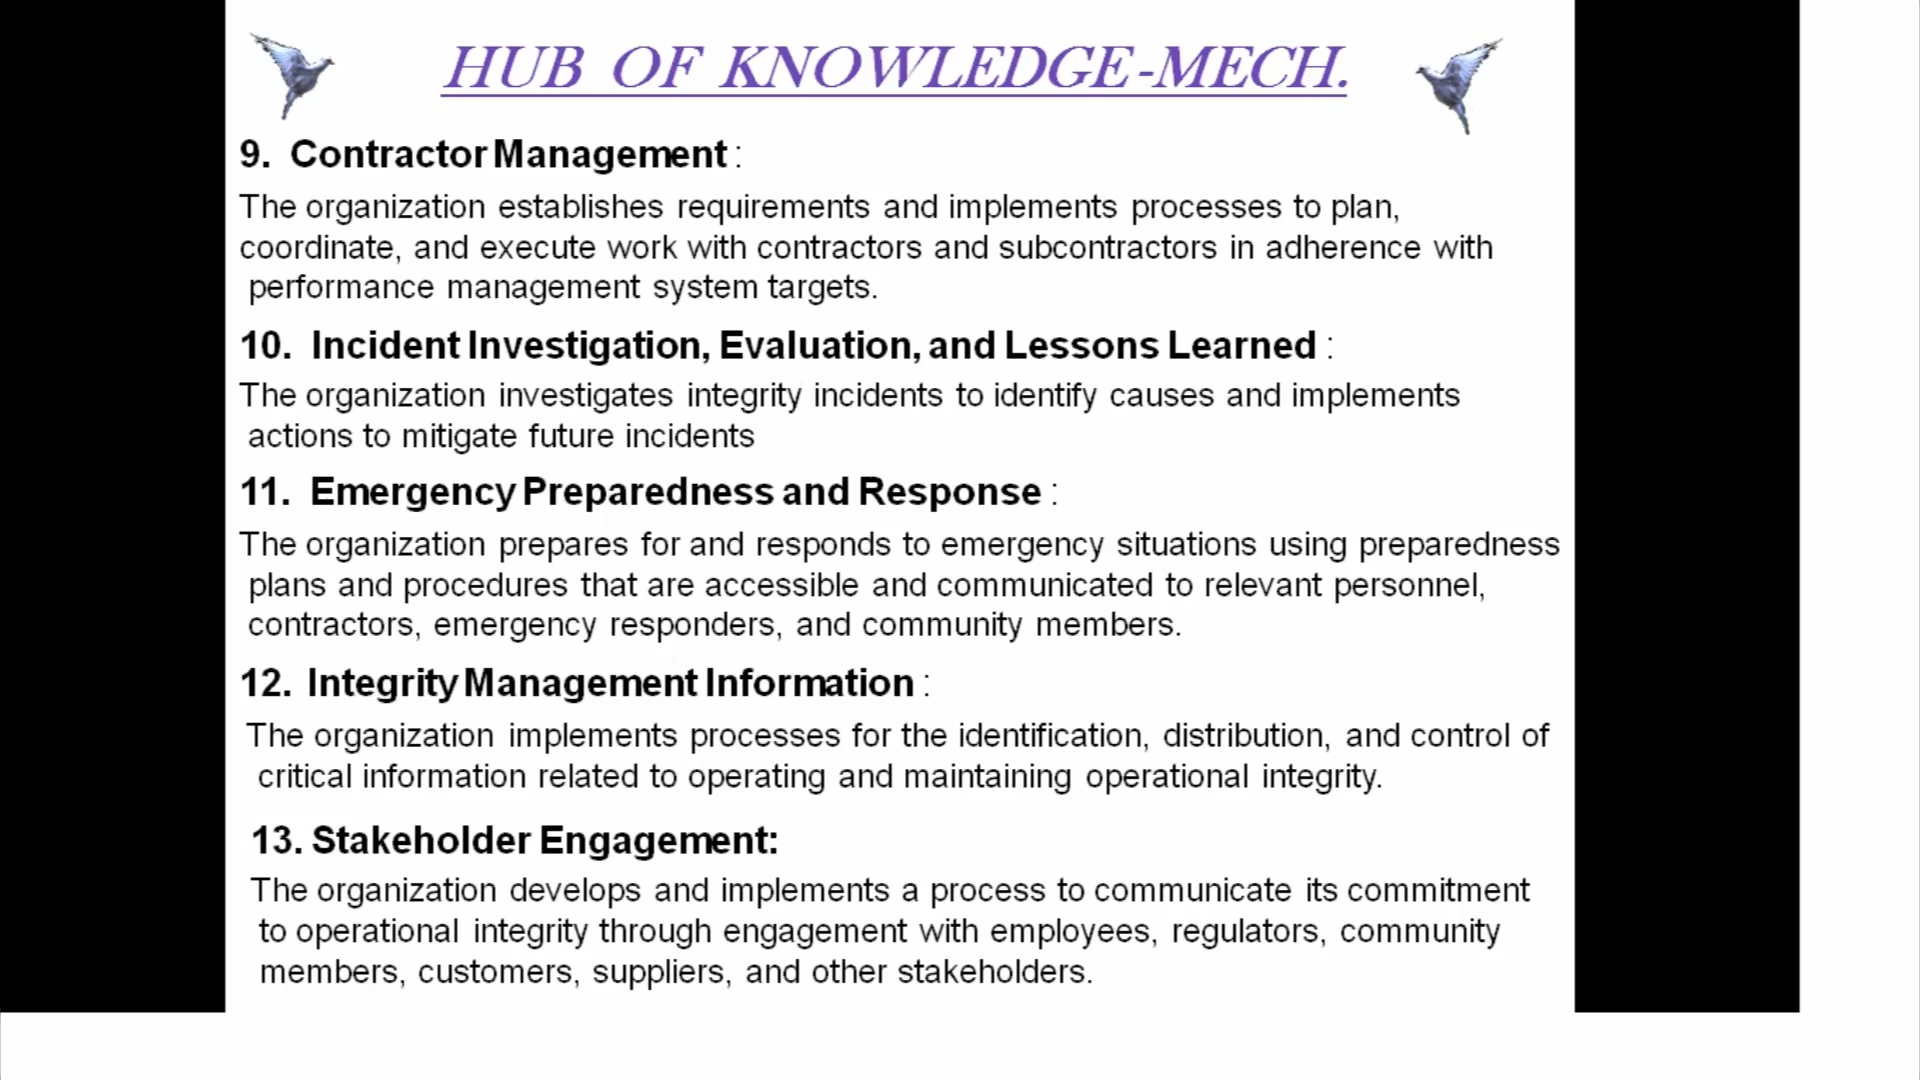 HUB OF KNOWLEDGE-MECH.
9. Contractor Management :
The organization establishes requirements and implements processes to plan,
coordinate, and execute work with contractors and subcontractors in adherence with
performance management system targets.
10. Incident Investigation, Evaluation, and Lessons Learned :
The organization investigates integrity incidents to identify causes and implements
actions to mitigate future incidents
11. Emergency Preparedness and Response :
The organization prepares for and responds to emergency situations using preparedness
plans and procedures that are accessible and communicated to relevant personnel,
contractors, emergency responders, and community members.
12. Integrity Management Information :
The organization implements processes for the identification, distribution, and control of
critical information related to operating and maintaining operational integrity.
13. Stakeholder Engagement:
The organization develops and implements a process to communicate its commitment
to operational integrity through engagement with employees, regulators, community
members, customers, suppliers, and other stakeholders.